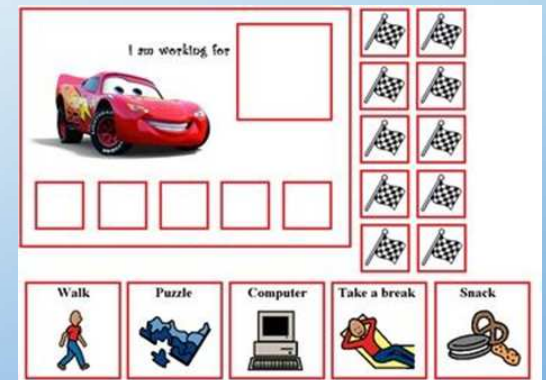 I am working for
Walk
Puzzle
Computer
Take a break
Snack